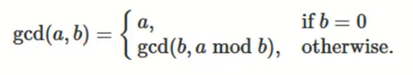 gcd(a, b) = { a, if b = 0
gcd(b, a mod b), otherwise.